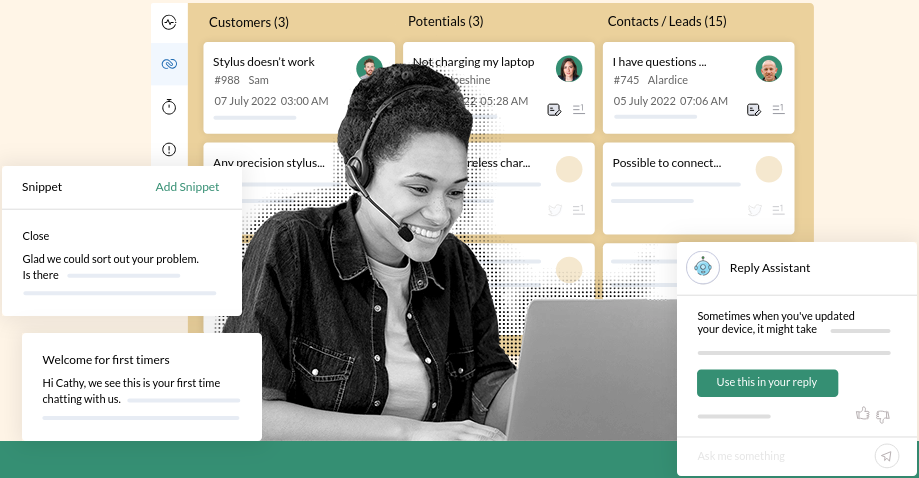 Customers (3)
Potentials (3)
Contacts / Leads (15)
Stylus doesn't work
#988 Sam
07 July 2022 03:00 AM
Not charging my laptop
05:28 AM
I have questions ...
#745 Alardice
05 July 2022 07:06 AM
Any precision stylus...
char...
Possible to connect...
Snippet
Add Snippet
Close
Glad we could sort out your problem.
Is there
Welcome for first timers
Hi Cathy, we see this is your first time
chatting with us.
Reply Assistant
Sometimes when you've updated
your device, it might take
Use this in your reply
Ask me something